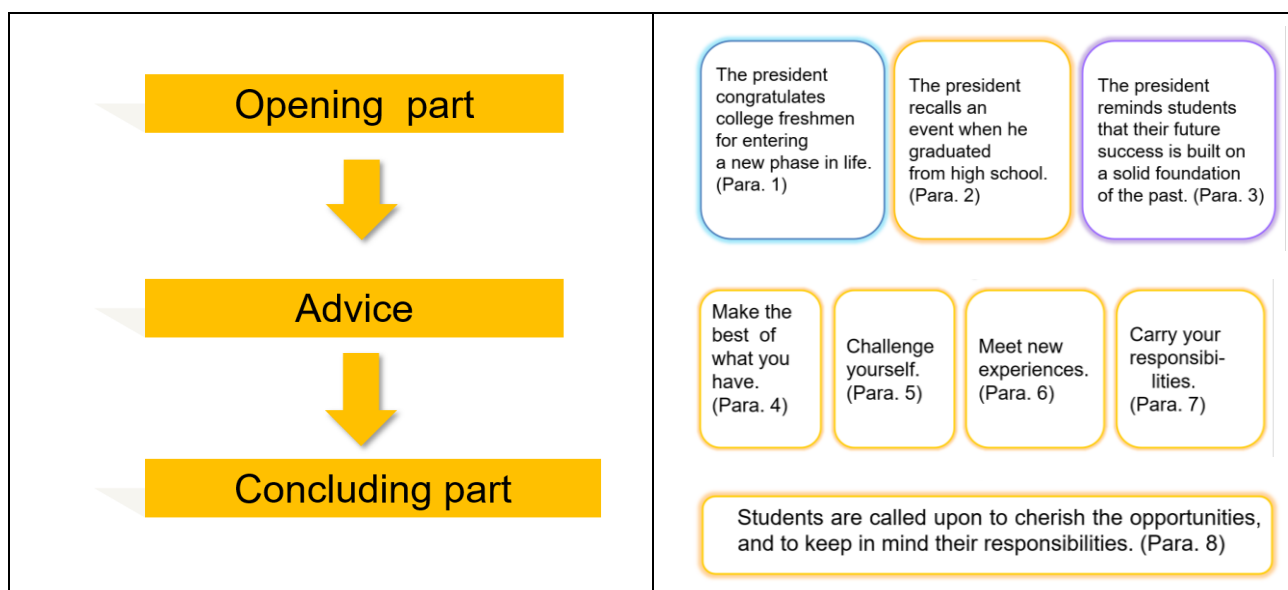 Opening part
Advice
Concluding part
The president
congratulates
college freshmen
for entering
a new phase in life.
(Para. 1)
The president
recalls an
event when he
graduated
from high school.
(Para. 2)
The president
reminds students
that their future
success is built on
a solid foundation
of the past. (Para. 3)
Make the
best of
what you
have.
(Para. 4)
Challenge
yourself.
(Para. 5)
Meet new
experiences.
(Para. 6)
Carry your
responsibi-
lities.
(Para. 7)
Students are called upon to cherish the opportunities,
and to keep in mind their responsibilities. (Para. 8)